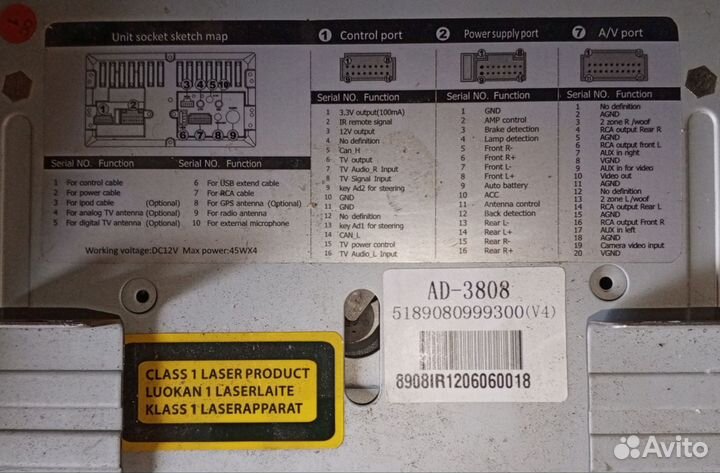 Unit socket sketch map
3 4 5 10
1 2
6 7 8 9
Serial NO. Function
1 For control cable
2 For power cable
3 For ipod cable (Optional)
4 For analog TV antenna (Optional)
5 For digital TV antenna (Optional)
6 For USB extend cable
7 For RCA cable
8 For GPS antenna (Optional)
9 For radio antenna
10 For external microphone
Serial NO. Function
Working voltage:DC12V Max power:45WX4
1 Control port
Serial NO. Function
1 3.3V output(100mA)
2 IR remote signal
3 12V output
4 No definition
5 Can_H
6 TV output
7 TV Audio_R Input
8 TV Signal Input
9 key Ad2 for steering
10 GND
11 GND
12 No definition
13 key Ad1 for steering
14 CAN_L
15 TV power control
16 TV Audio_L Input
2 Power supply port
Serial NO. Function
1 GND
2 AMP control
3 Brake detection
4 Lamp detection
5 Front R-
6 Front R+
7 Front L-
8 Front L+
9 Auto battery
10 ACC
11 Antenna control
12 Back detection
13 Rear L-
14 Rear L+
15 Rear R-
16 Rear R+
7 A/V port
Serial NO. Function
1 No definition
2 AGND
3 2 zone R /woof
4 RCA output Rear R
5 AGND
6 RCA output front L
7 AUX in right
8 VGND
9 AUX in for video
10 Video out
11 AGND
12 No definition
13 2 zone L /woof
14 RCA output Rear L
15 AGND
16 RCA output Front R
17 AUX in left
18 AGND
19 Camera video input
20 VGND
AD-3808
5189080999300(V4)
8908IR1206060018
CLASS 1 LASER PRODUCT
LUOKAN 1 LASERLAITE
KLASS 1 LASERAPPARAT
Avito